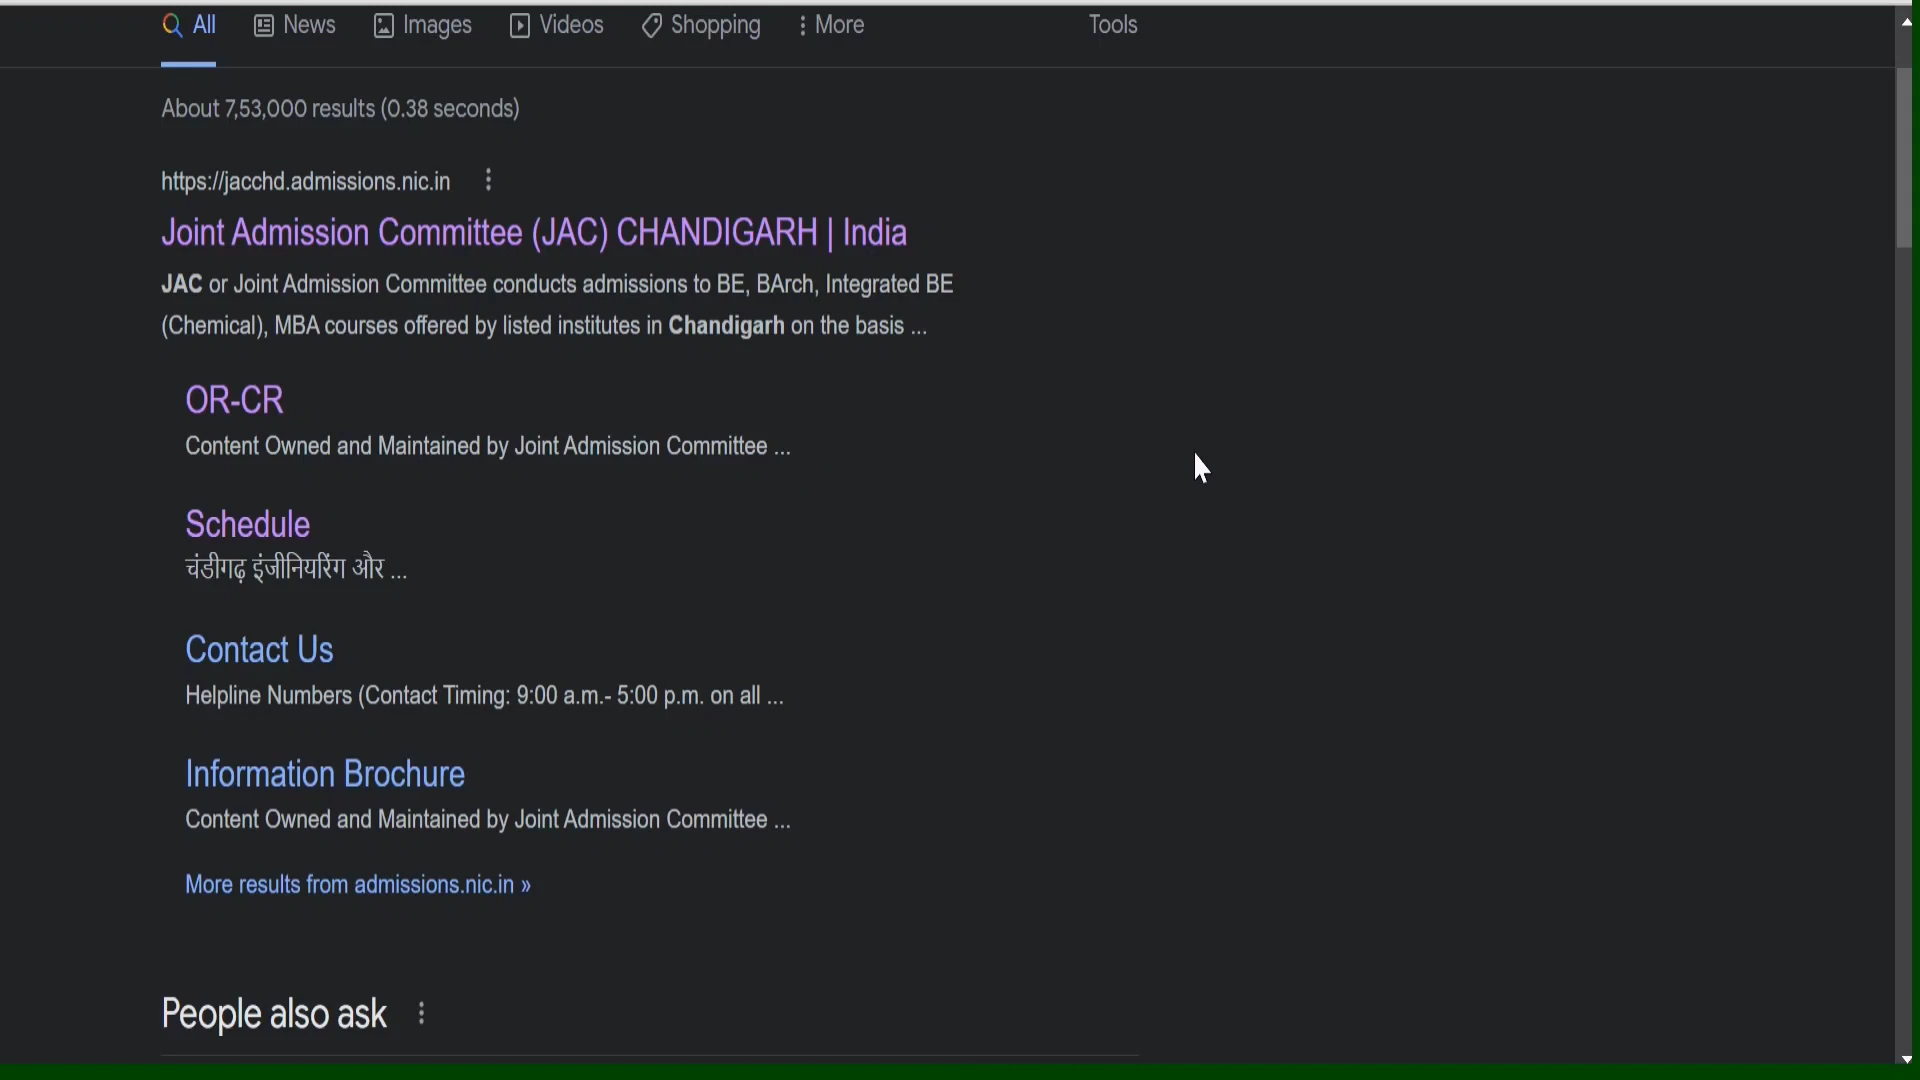 All News Images Videos Shopping More Tools
About 7,53,000 results (0.38 seconds)
https://jacchd.admissions.nic.in
Joint Admission Committee (JAC) CHANDIGARH | India
JAC or Joint Admission Committee conducts admissions to BE, BArch, Integrated BE
(Chemical), MBA courses offered by listed institutes in Chandigarh on the basis ...
OR-CR
Content Owned and Maintained by Joint Admission Committee ...
Schedule
चंडीगढ़ इंजीनियरिंग और ...
Contact Us
Helpline Numbers (Contact Timing: 9:00 a.m.- 5:00 p.m. on all ...
Information Brochure
Content Owned and Maintained by Joint Admission Committee ...
More results from admissions.nic.in »
People also ask